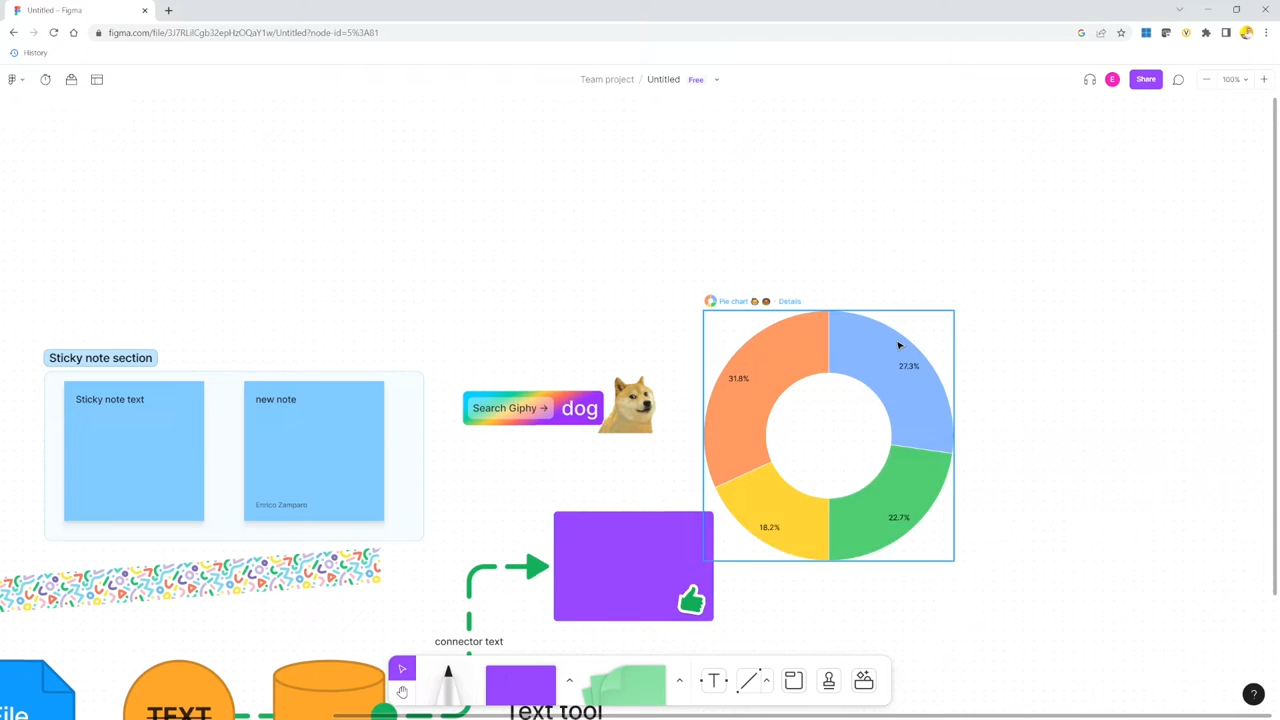 Untitled – Figma
figma.com/file/3J7RLilCgb32epHzOQaY1w/Untitled?node-id=5%3A81
History
Team project / Untitled Free
E
Share
100%
Pie chart · Details
Sticky note section
Sticky note text
new note
Enrico Zamparo
Search Giphy → dog
31.8%
27.3%
18.2%
22.7%
connector text
File
TEXT
Text tool
T
?